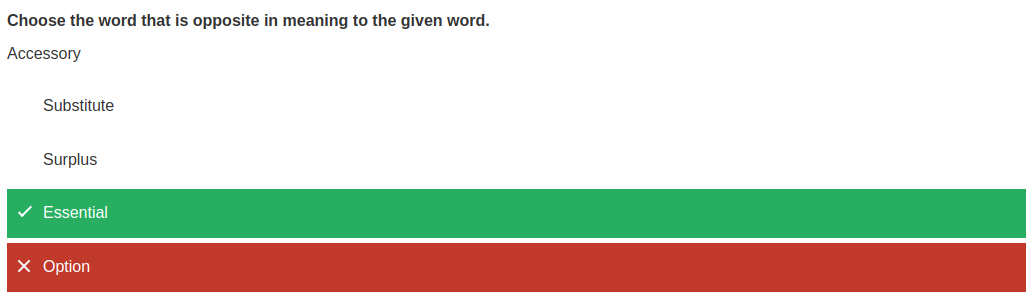 Choose the word that is opposite in meaning to the given word.
Accessory
Substitute
Surplus
Essential
Option